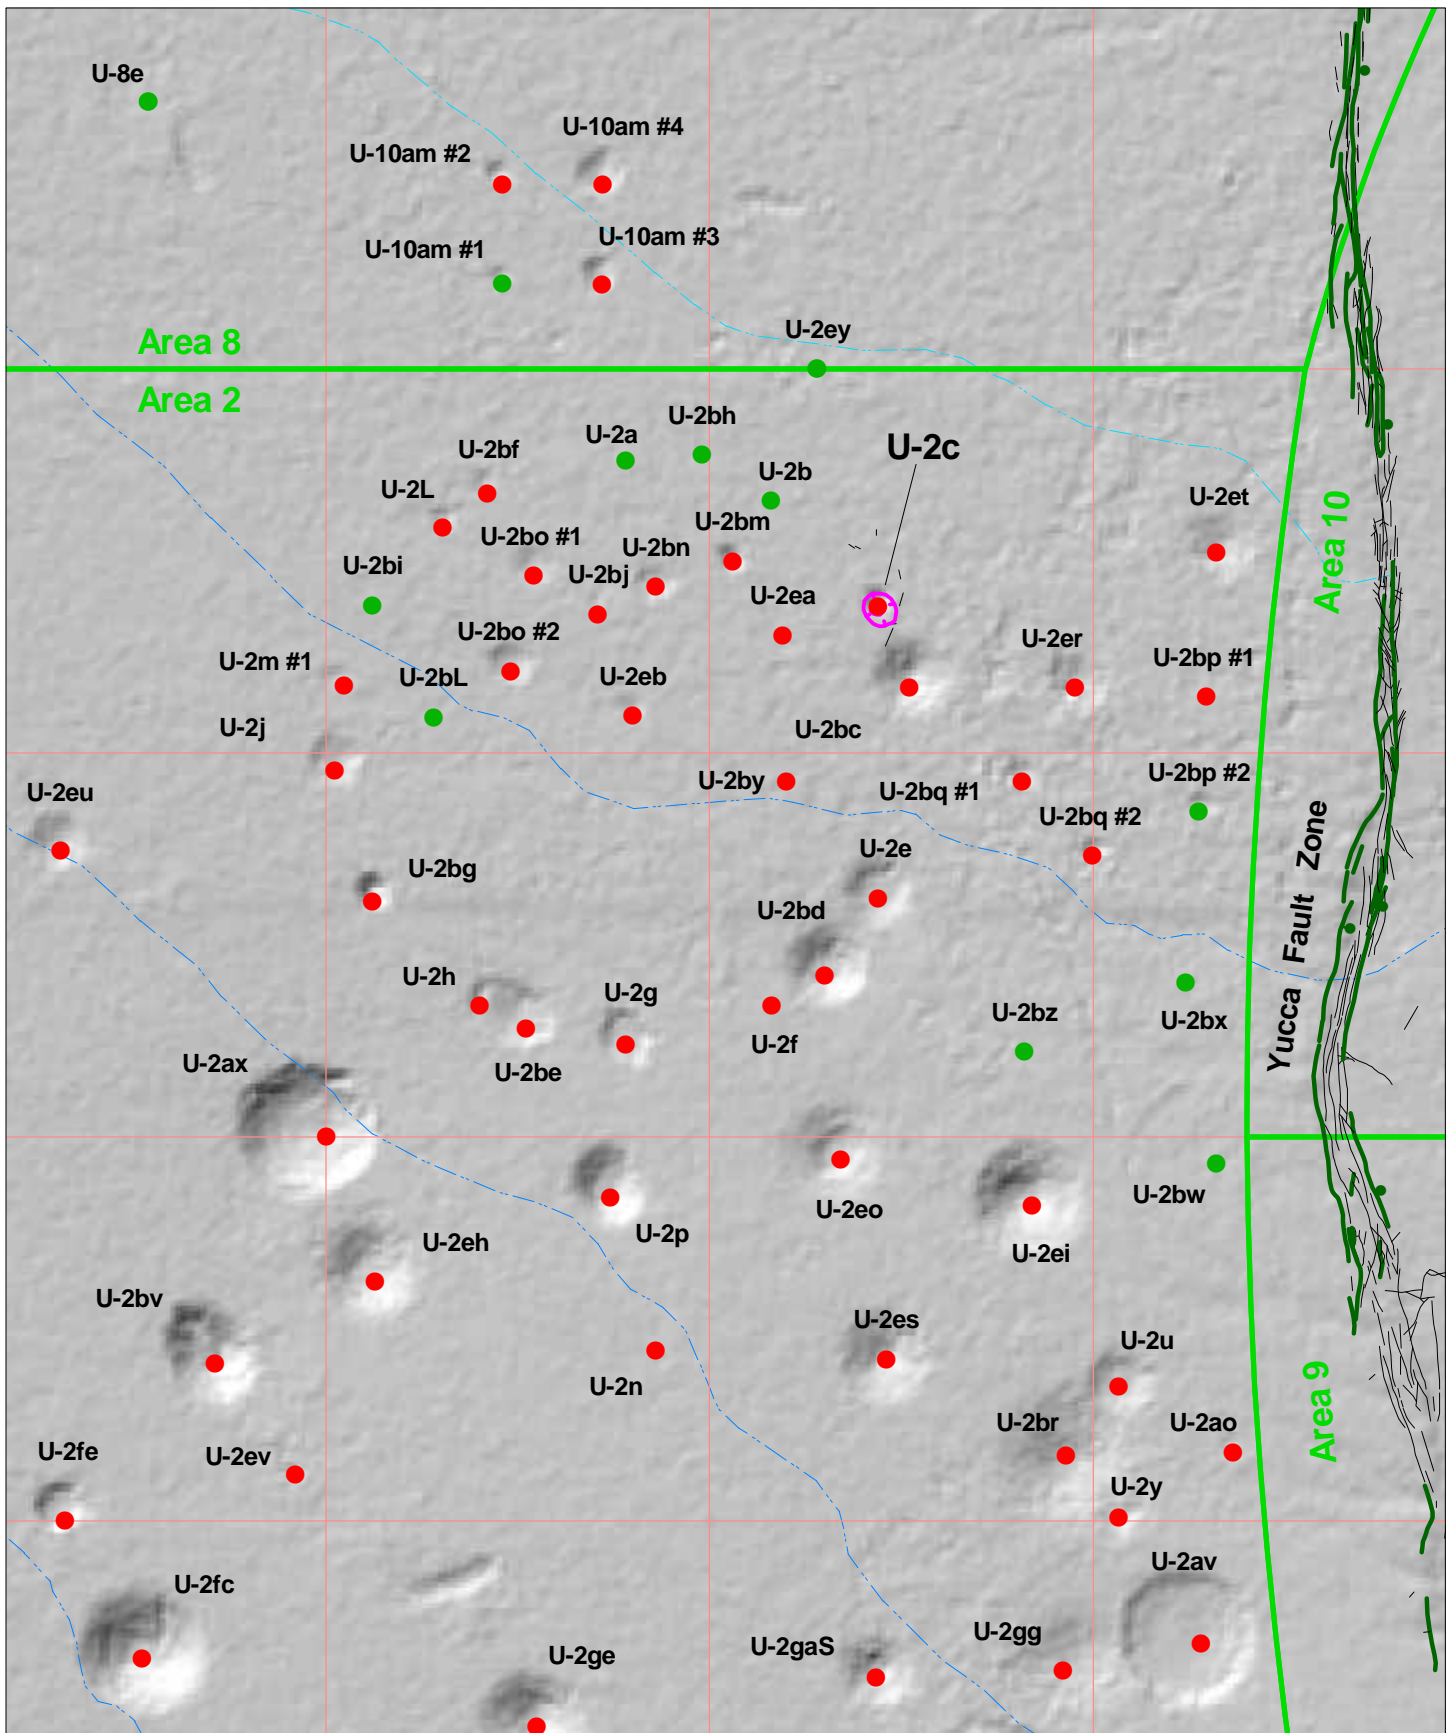 U-8e
U-10am #4
U-10am #2
U-10am #3
U-10am #1
U-2ey
Area 8
Area 2
U-2bh
U-2a
U-2c
U-2bf
U-2b
U-2L
U-2et
U-2bm
U-2bo #1
U-2bn
Area 10
U-2bi
U-2bj
U-2ea
U-2bo #2
U-2er
U-2m #1
U-2bL
U-2eb
U-2bp #1
U-2j
U-2bc
U-2by
U-2bq #1
U-2bp #2
U-2eu
U-2bq #2
U-2e
U-2bg
U-2bd
Yucca Fault Zone
U-2h
U-2g
U-2bz
U-2bx
U-2f
U-2ax
U-2be
U-2bw
U-2eo
U-2p
U-2eh
U-2ei
U-2bv
U-2es
U-2u
U-2n
Area 9
U-2br
U-2ao
U-2fe
U-2ev
U-2y
U-2av
U-2fc
U-2gg
U-2gaS
U-2ge